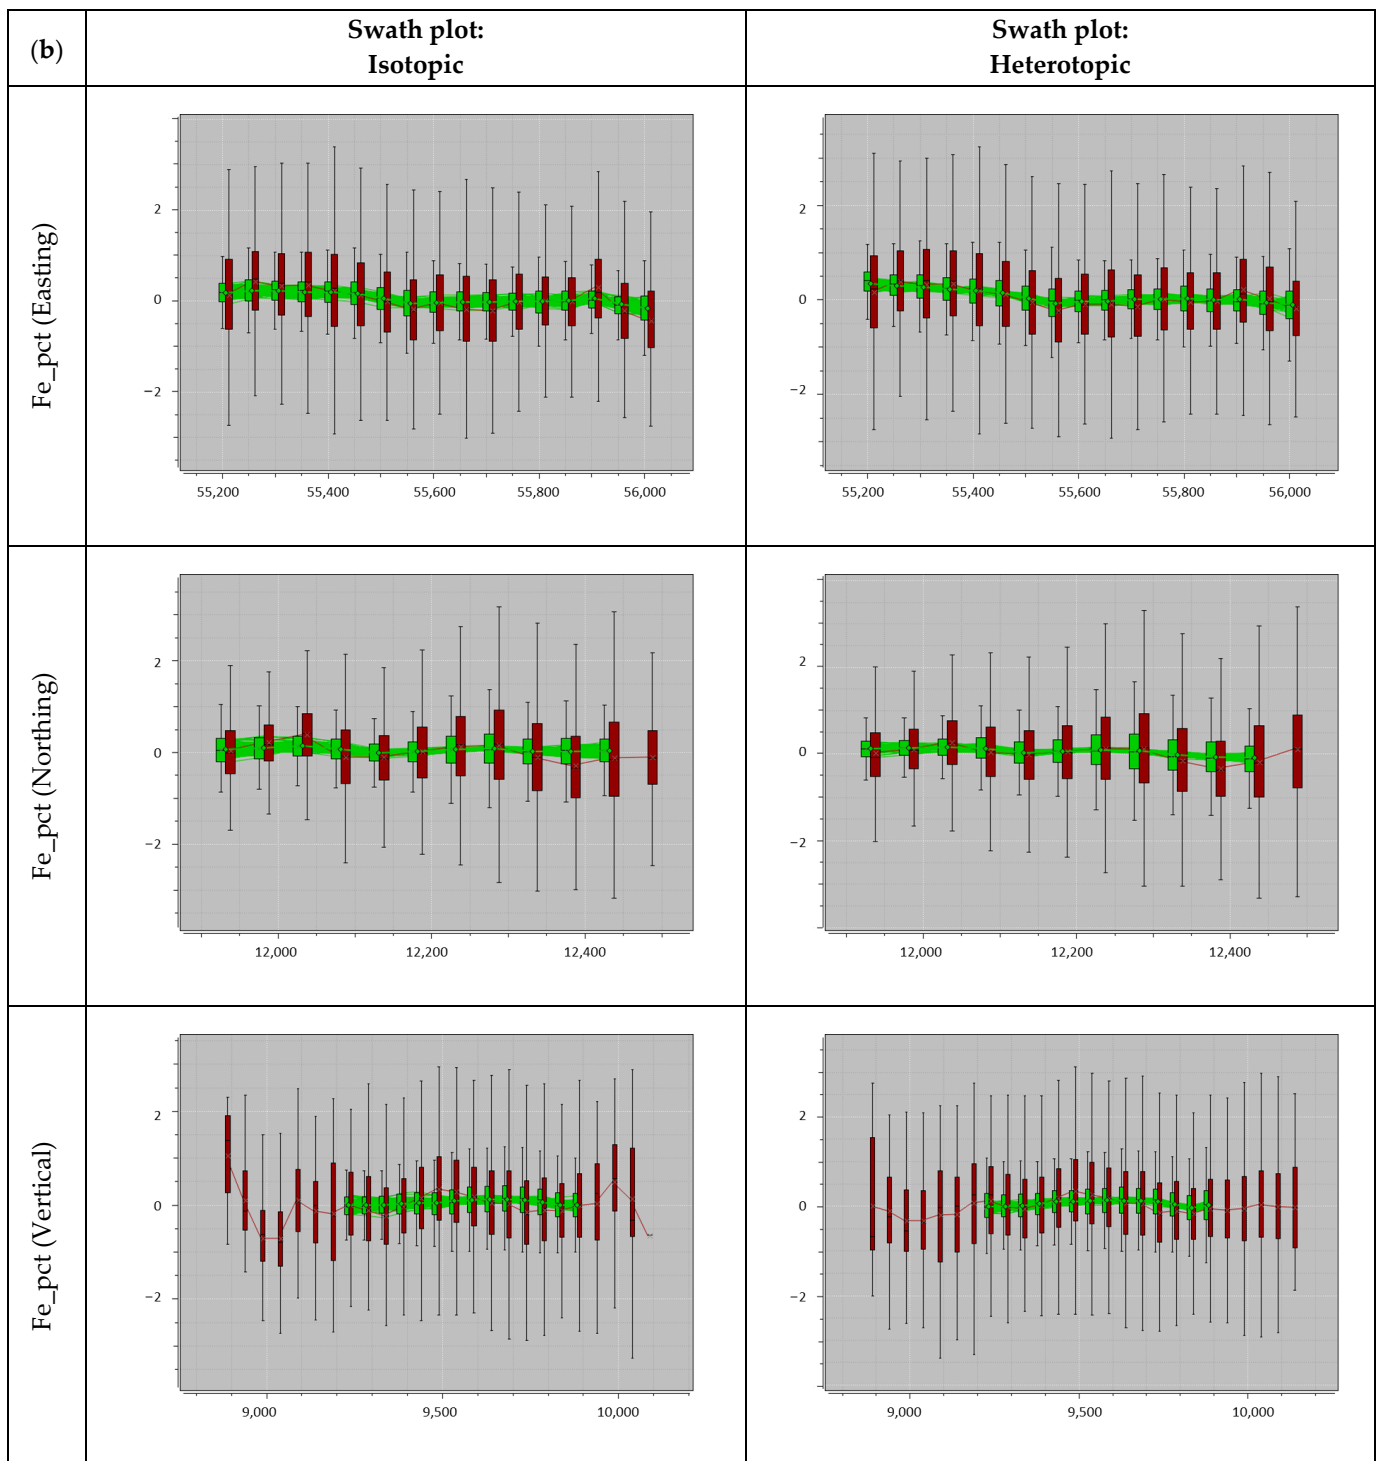 (b)
Swath plot:
Isotopic
Swath plot:
Heterotopic
Fe_pct (Easting)
2
0
−2
55,200 55,400 55,600 55,800 56,000
2
0
−2
55,200 55,400 55,600 55,800 56,000
Fe_pct (Northing)
2
0
−2
12,000 12,200 12,400
2
0
−2
12,000 12,200 12,400
Fe_pct (Vertical)
2
0
−2
9,000 9,500 10,000
2
0
−2
9,000 9,500 10,000